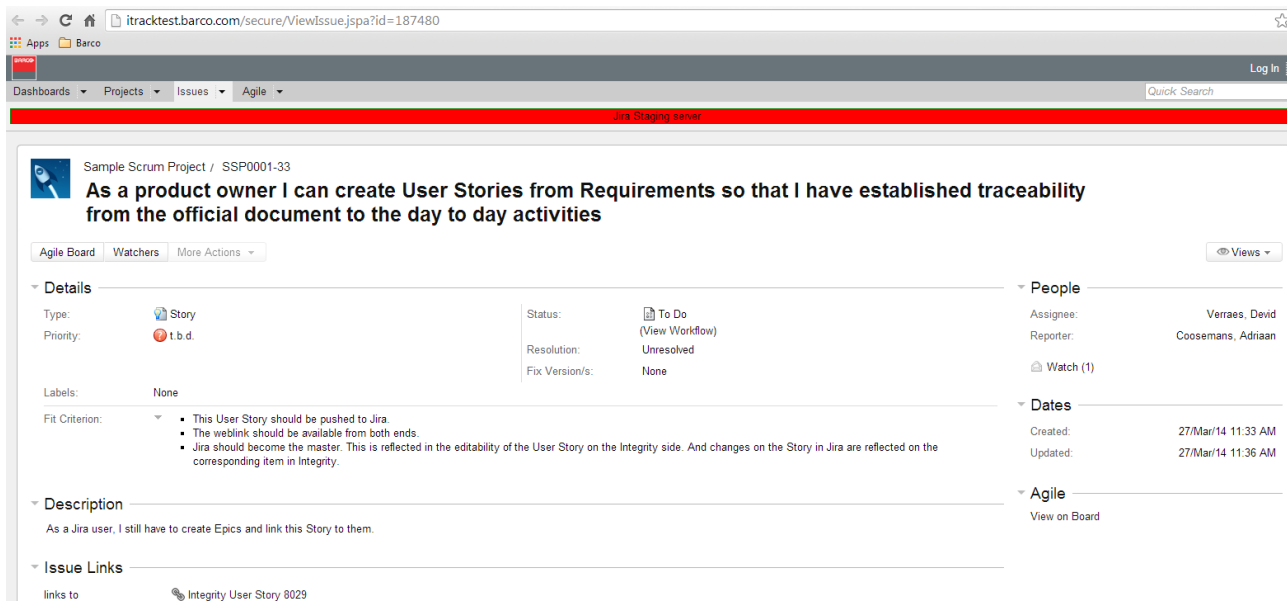 itracktest.barco.com/secure/ViewIssue.jspa?id=187480
Apps Barco
BARCO
Log In
Dashboards Projects Issues Agile Quick Search
Jira Staging server
Sample Scrum Project / SSP0001-33
As a product owner I can create User Stories from Requirements so that I have established traceability
from the official document to the day to day activities
Agile Board Watchers More Actions Views
Details
Type: Story
Priority: t.b.d.
Status: To Do
(View Workflow)
Resolution: Unresolved
Fix Version/s: None
Labels: None
Fit Criterion:
▪ This User Story should be pushed to Jira.
▪ The weblink should be available from both ends.
▪ Jira should become the master. This is reflected in the editability of the User Story on the Integrity side. And changes on the Story in Jira are reflected on the
corresponding item in Integrity.
Description
As a Jira user, I still have to create Epics and link this Story to them.
Issue Links
links to Integrity User Story 8029
People
Assignee: Verraes, Devid
Reporter: Coosemans, Adriaan
Watch (1)
Dates
Created: 27/Mar/14 11:33 AM
Updated: 27/Mar/14 11:36 AM
Agile
View on Board